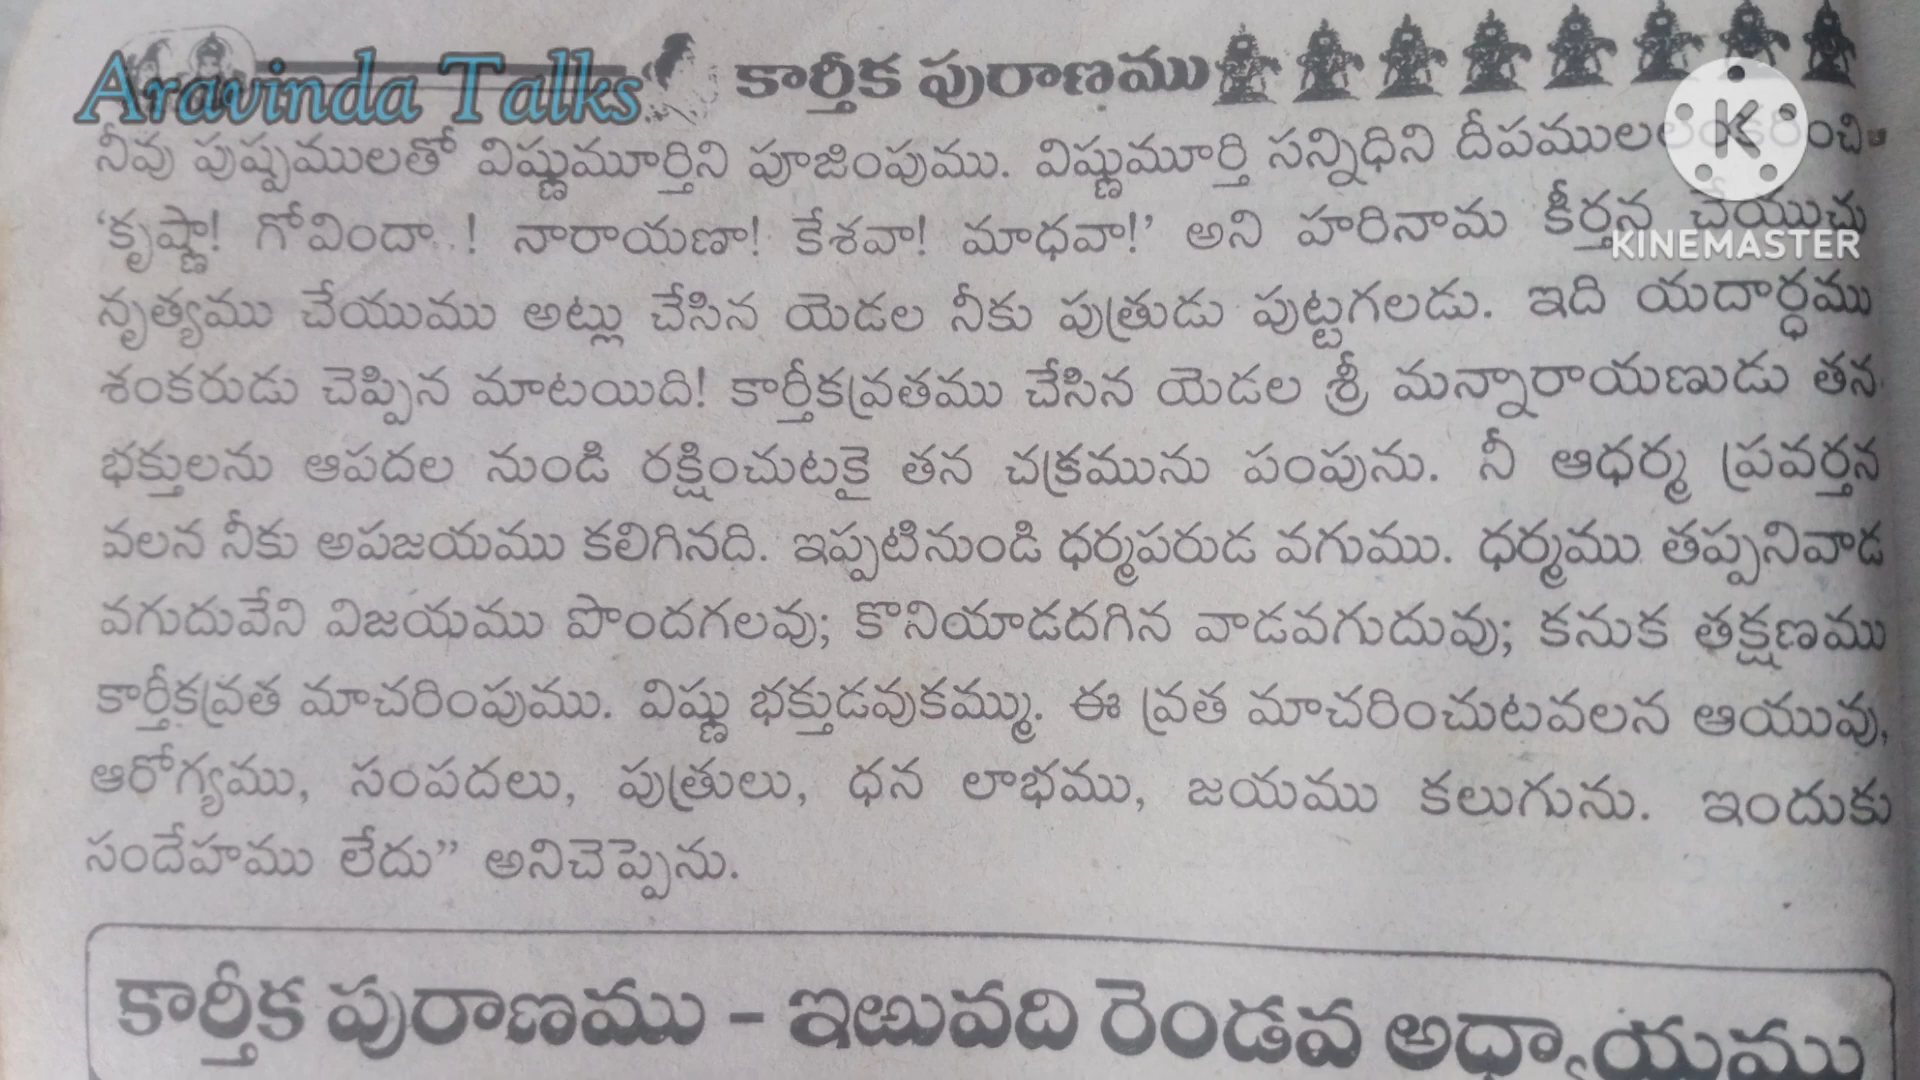 Aravinda Talks
కార్తీక పురాణము
నీవు పుష్పములతో విష్ణుమూర్తిని పూజింపుము. విష్ణుమూర్తి సన్నిధిని దీపములలంకరించి-
‘కృష్ణా! గోవిందా..! నారాయణా! కేశవా! మాధవా!’ అని హరినామ కీర్తన చేయుచు
K
KINEMASTER
నృత్యము చేయుము అట్లు చేసిన యెడల నీకు పుత్రుడు పుట్టగలడు. ఇది యదార్ధము
శంకరుడు చెప్పిన మాటయిది! కార్తీకవ్రతము చేసిన యెడల శ్రీ మన్నారాయణుడు తన
భక్తులను ఆపదల నుండి రక్షించుటకై తన చక్రమును పంపును. నీ ఆధర్మ ప్రవర్తన
వలన నీకు అపజయము కలిగినది. ఇప్పటినుండి ధర్మపరుడ వగుము. ధర్మము తప్పనివాడ
వగుదువేని విజయము పొందగలవు; కొనియాడదగిన వాడవగుదువు; కనుక తక్షణము
కార్తీకవ్రత మాచరింపుము. విష్ణు భక్తుడవుకమ్ము. ఈ వ్రత మాచరించుటవలన ఆయువు,
ఆరోగ్యము, సంపదలు, పుత్రులు, ధన లాభము, జయము కలుగును. ఇందుకు
సందేహము లేదు” అనిచెప్పెను.
కార్తీక పురాణము - ఇఱువది రెండవ అధ్యాయము